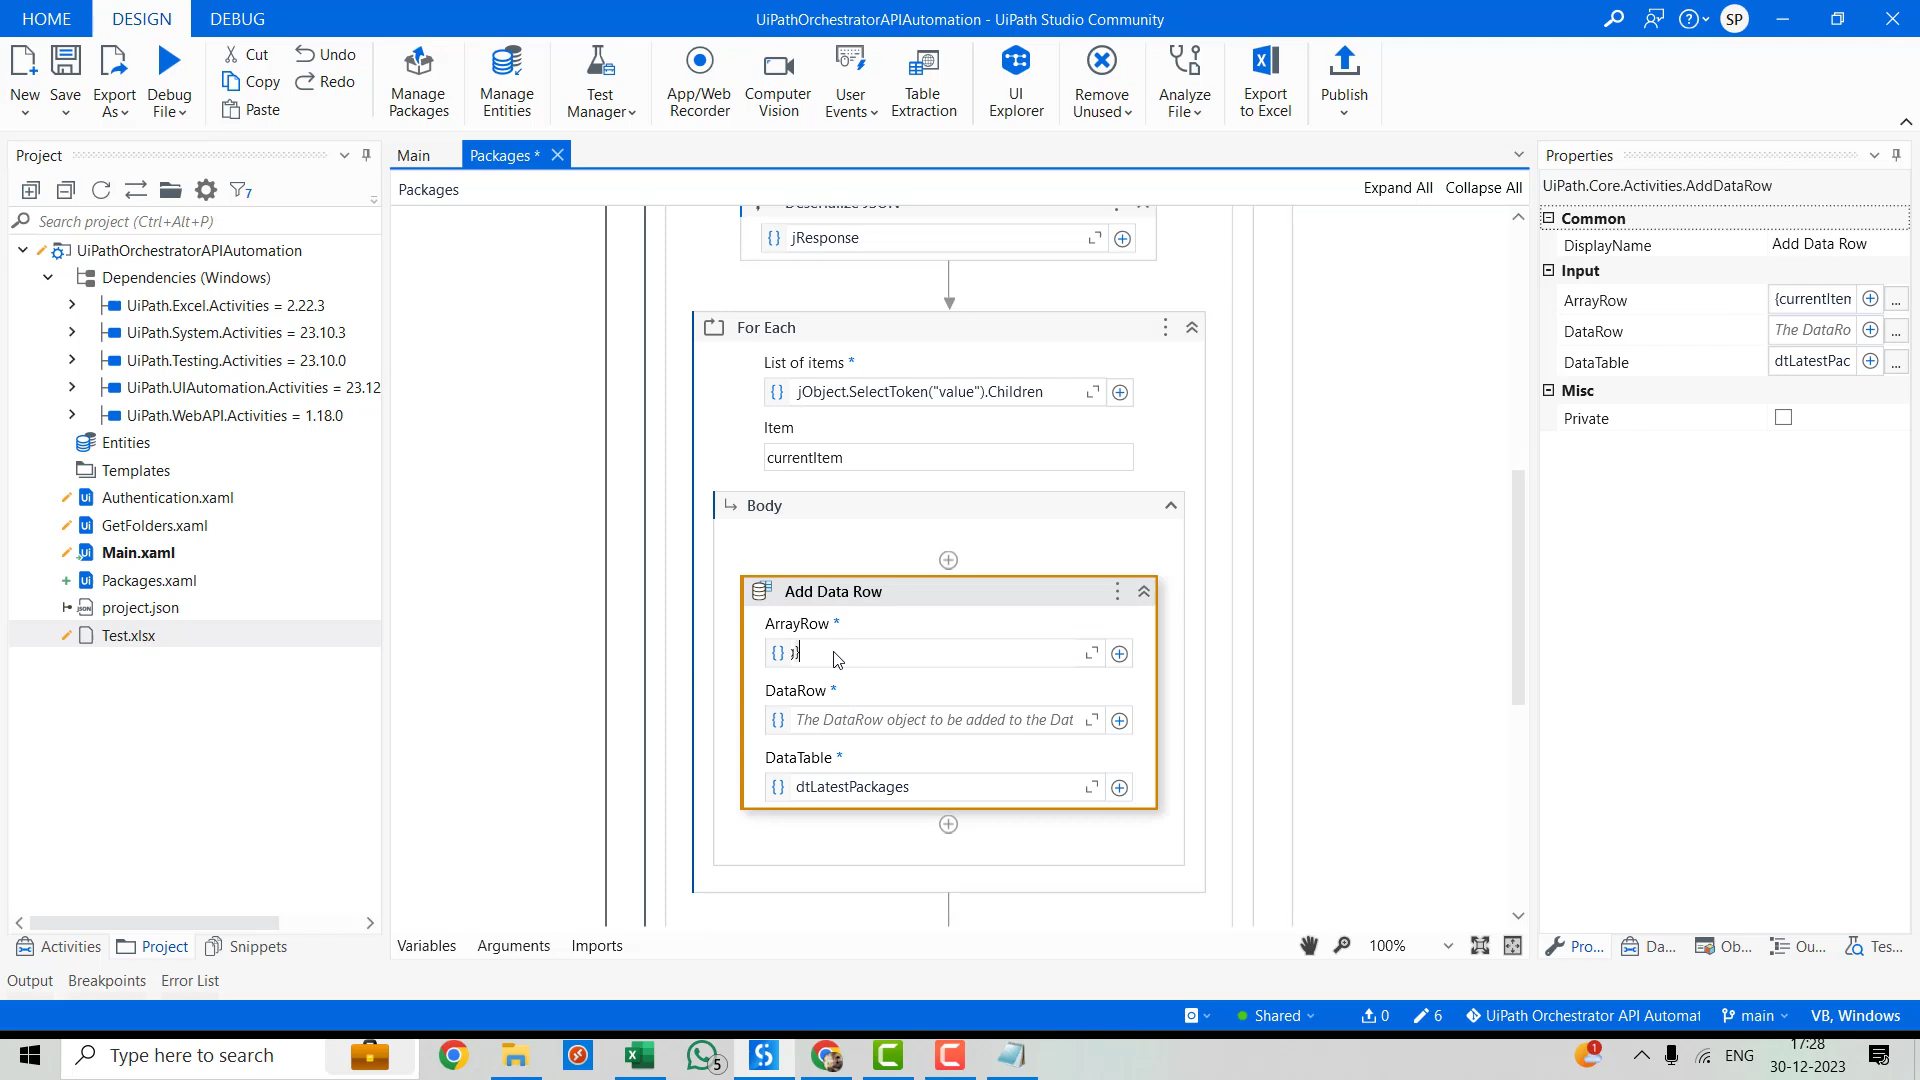 HOME DESIGN DEBUG
UiPathOrchestratorAPIAutomation - UiPath Studio Community
SP
New Save Export As Debug File
Cut Copy Paste Undo Redo
Manage Packages
Manage Entities
Test Manager
App/Web Recorder
Computer Vision
User Events
Table Extraction
UI Explorer
Remove Unused
Analyze File
Export to Excel
Publish
Project
7
Search project (Ctrl+Alt+P)
UiPathOrchestratorAPIAutomation
Dependencies (Windows)
UiPath.Excel.Activities = 2.22.3
UiPath.System.Activities = 23.10.3
UiPath.Testing.Activities = 23.10.0
UiPath.UIAutomation.Activities = 23.12
UiPath.WebAPI.Activities = 1.18.0
Entities
Templates
Authentication.xaml
GetFolders.xaml
Main.xaml
Packages.xaml
project.json
Test.xlsx
Activities Project Snippets
Main Packages *
Packages
Expand All Collapse All
Deserialize JSON
jResponse
For Each
List of items *
jObject.SelectToken("value").Children
Item
currentItem
Body
Add Data Row
ArrayRow *
g}
DataRow *
The DataRow object to be added to the Dat
DataTable *
dtLatestPackages
Variables Arguments Imports
100%
Properties
UiPath.Core.Activities.AddDataRow
Common
DisplayName Add Data Row
Input
ArrayRow {currentIten
DataRow The DataRo
DataTable dtLatestPac
Misc
Private
Pro... Da... Ob... Ou... Tes...
Output Breakpoints Error List
Shared 0 6 UiPath Orchestrator API Automat main VB, Windows
Type here to search
5
1
ENG
17:28
30-12-2023